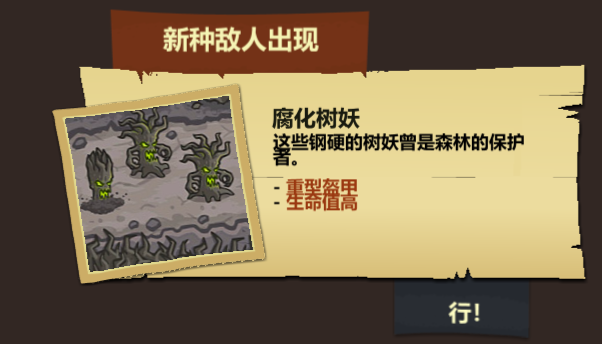 新种敌人出现
腐化树妖
这些钢硬的树妖曾是森林的保护
者。
- 重型盔甲
- 生命值高
行!